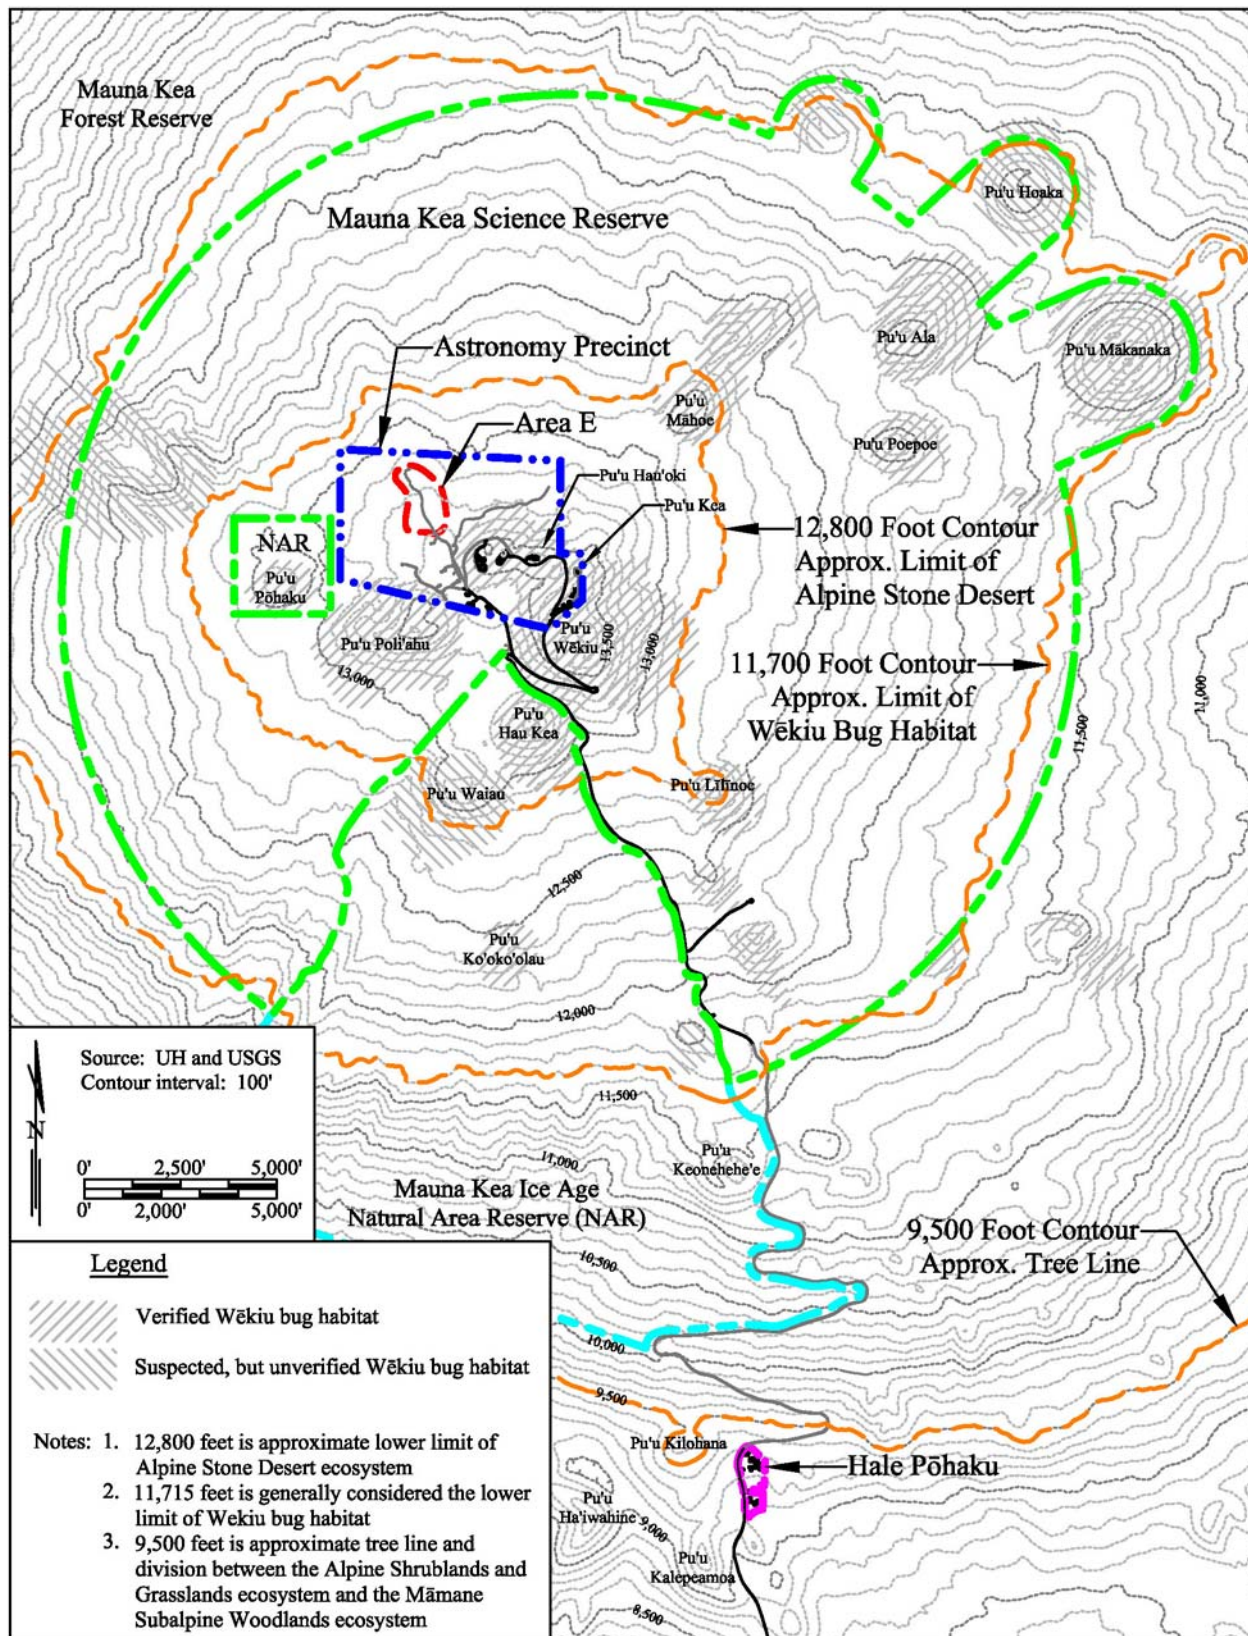 Mauna Kea
Forest Reserve
Mauna Kea Science Reserve
Pu'u Hoaka
Pu'u Ala
Pu'u Mākanaka
Astronomy Precinct
Pu'u
Māhoe
Area E
Pu'u Poepoe
Pu'u Hau'oki
Pu'u Kea
12,800 Foot Contour
Approx. Limit of
Alpine Stone Desert
NAR
Pu'u
Pōhaku
Pu'u Poli'ahu
Pu'u
Wēkiu
13,500
13,000
13,000
11,700 Foot Contour
Approx. Limit of
Wēkiu Bug Habitat
11,000
11,500
Pu'u
Hau Kea
Pu'u Waiau
Pu'u Līlīnoe
12,500
Pu'u
Ko'oko'olau
12,000
Source: UH and USGS
Contour interval: 100'
N
0' 2,500' 5,000'
2,000' 5,000'
11,500
11,000
Pu'u
Keonehehe'e
Mauna Kea Ice Age
Natural Area Reserve (NAR)
10,500
10,000
9,500 Foot Contour
Approx. Tree Line
9,500
Pu'u Kilohana
Hale Pōhaku
Pu'u
Ha'iwahine
9,000
Pu'u
Kalepeamoa
8,500
Legend
Verified Wēkiu bug habitat
Suspected, but unverified Wēkiu bug habitat
Notes: 1. 12,800 feet is approximate lower limit of
Alpine Stone Desert ecosystem
2. 11,715 feet is generally considered the lower
limit of Wekiu bug habitat
3. 9,500 feet is approximate tree line and
division between the Alpine Shrublands and
Grasslands ecosystem and the Māmane
Subalpine Woodlands ecosystem